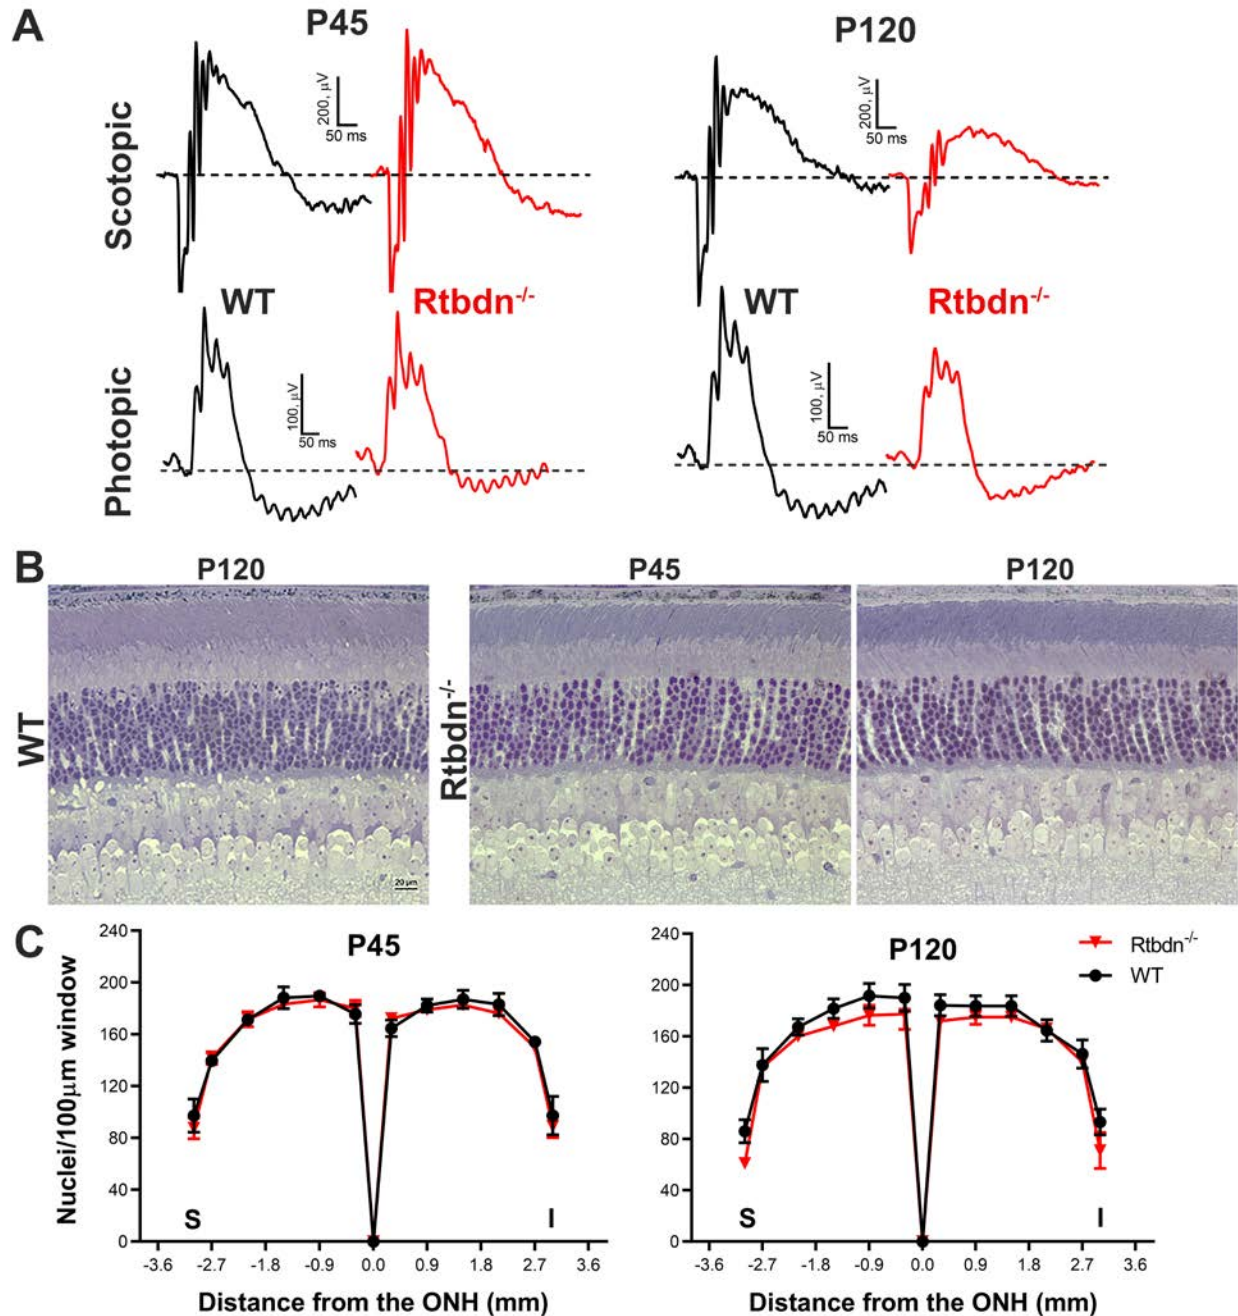 A
P45
P120
Scotopic
200, µV
50 ms
200, µV
50 ms
WT
Rtbdn-/-
WT
Rtbdn-/-
Photopic
100, µV
50 ms
100, µV
50 ms
B
P120
P45
P120
WT
Rtbdn-/-
20 µm
C
P45
P120
Rtbdn-/-
WT
Nuclei/100µm window
240
200
160
120
80
40
0
S
I
-3.6
-2.7
-1.8
-0.9
0.0
0.9
1.8
2.7
3.6
Distance from the ONH (mm)
240
200
160
120
80
40
0
S
I
-3.6
-2.7
-1.8
-0.9
0.0
0.9
1.8
2.7
3.6
Distance from the ONH (mm)